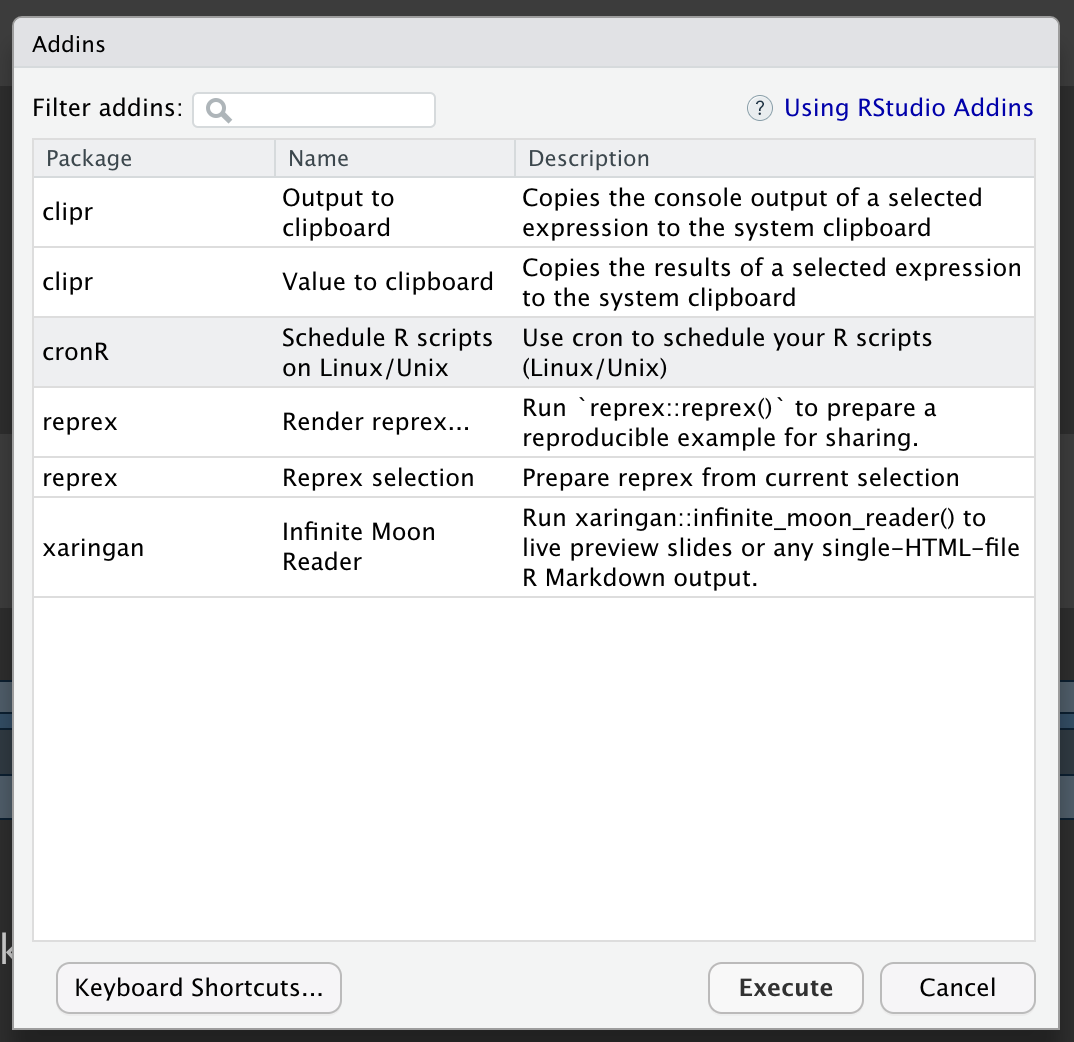 Addins
Filter addins:
? Using RStudio Addins
Package Name Description
clipr
Output to
clipboard
Copies the console output of a selected
expression to the system clipboard
clipr
Value to clipboard
Copies the results of a selected expression
to the system clipboard
cronR
Schedule R scripts
on Linux/Unix
Use cron to schedule your R scripts
(Linux/Unix)
reprex
Render reprex...
Run `reprex::reprex()` to prepare a
reproducible example for sharing.
reprex
Reprex selection
Prepare reprex from current selection
xaringan
Infinite Moon
Reader
Run xaringan::infinite_moon_reader() to
live preview slides or any single-HTML-file
R Markdown output.
Keyboard Shortcuts...
Execute
Cancel